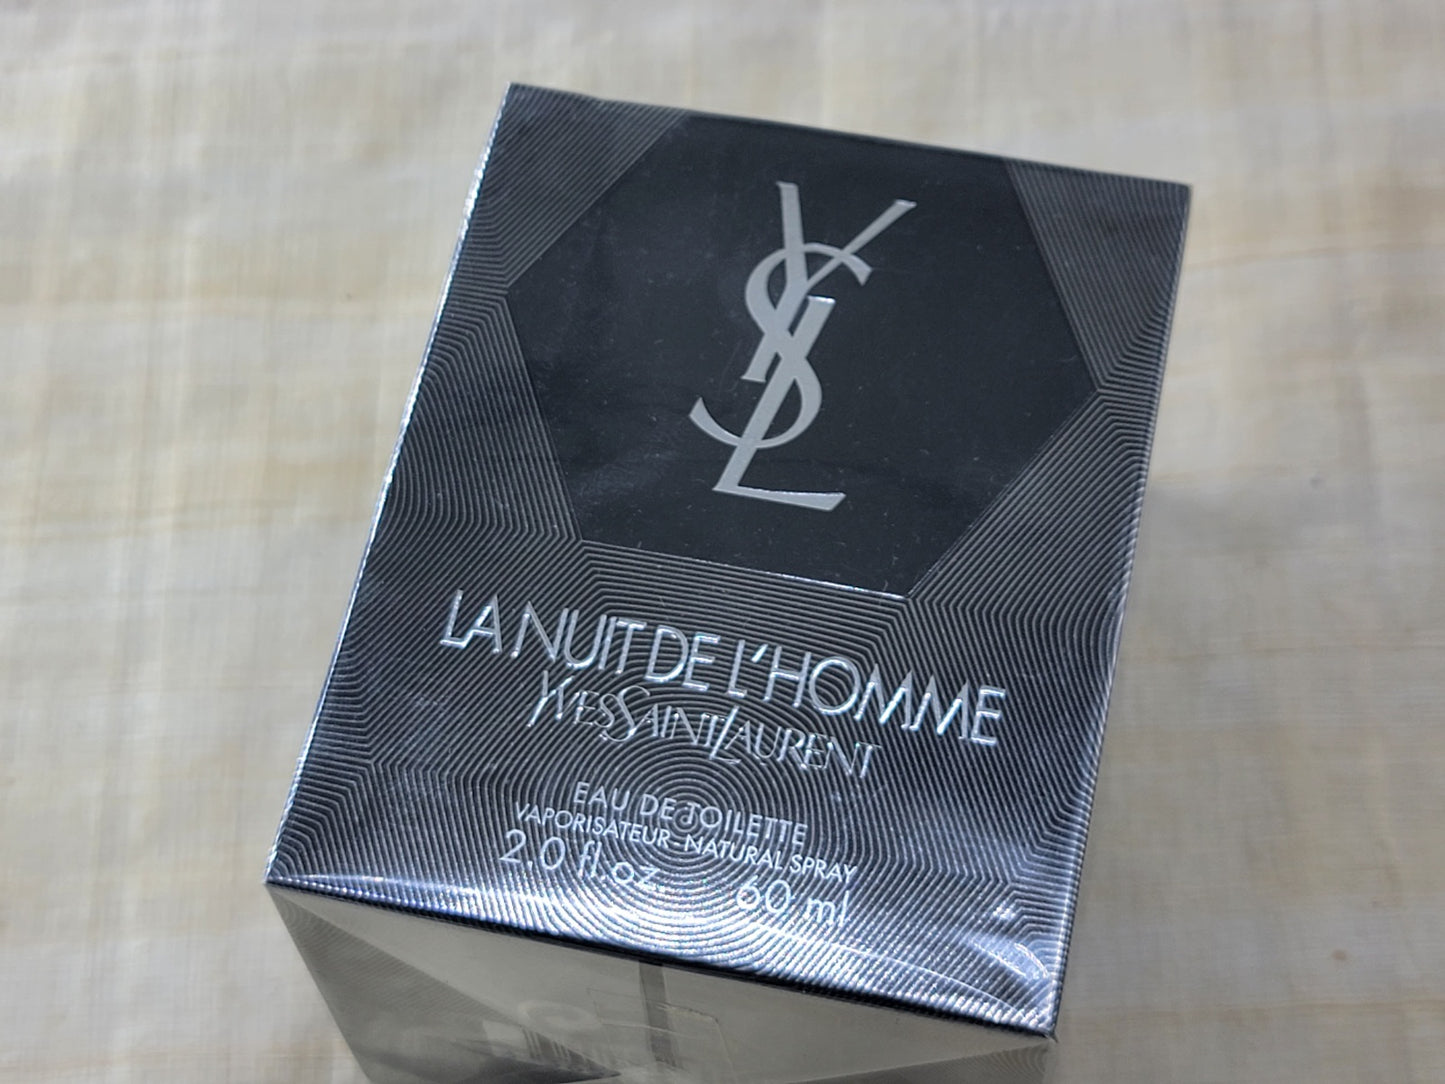 YSL
LA NUIT DE L'HOMME
YVES SAINT LAURENT
EAU DE TOILETTE
VAPORISATEUR NATURAL SPRAY
2.0 fl.oz. 60 ml